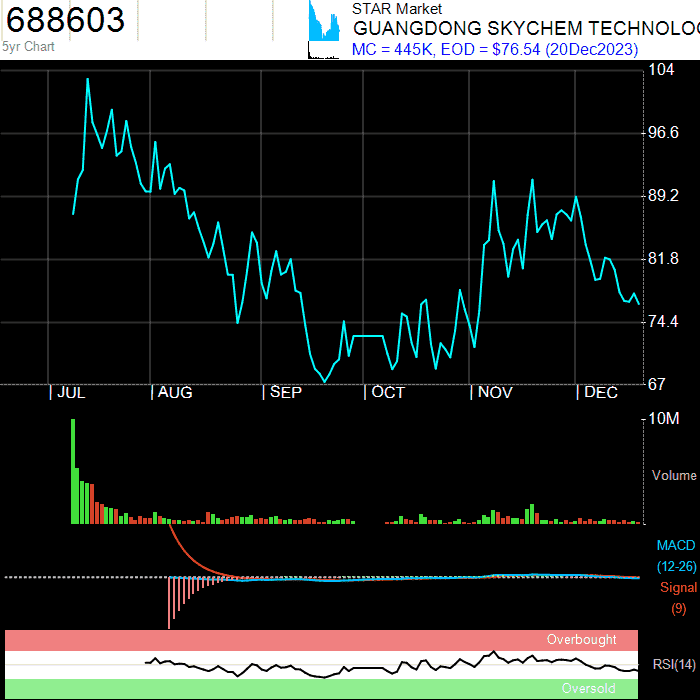 688603
5yr Chart
STAR Market
GUANGDONG SKYCHEM TECHNOLO
MC = 445K, EOD = $76.54 (20Dec2023)
104
96.6
89.2
81.8
74.4
67
| JUL | AUG | SEP | OCT | NOV | DEC
10M
Volume
MACD
(12-26)
Signal
(9)
Overbought
RSI(14)
Oversold